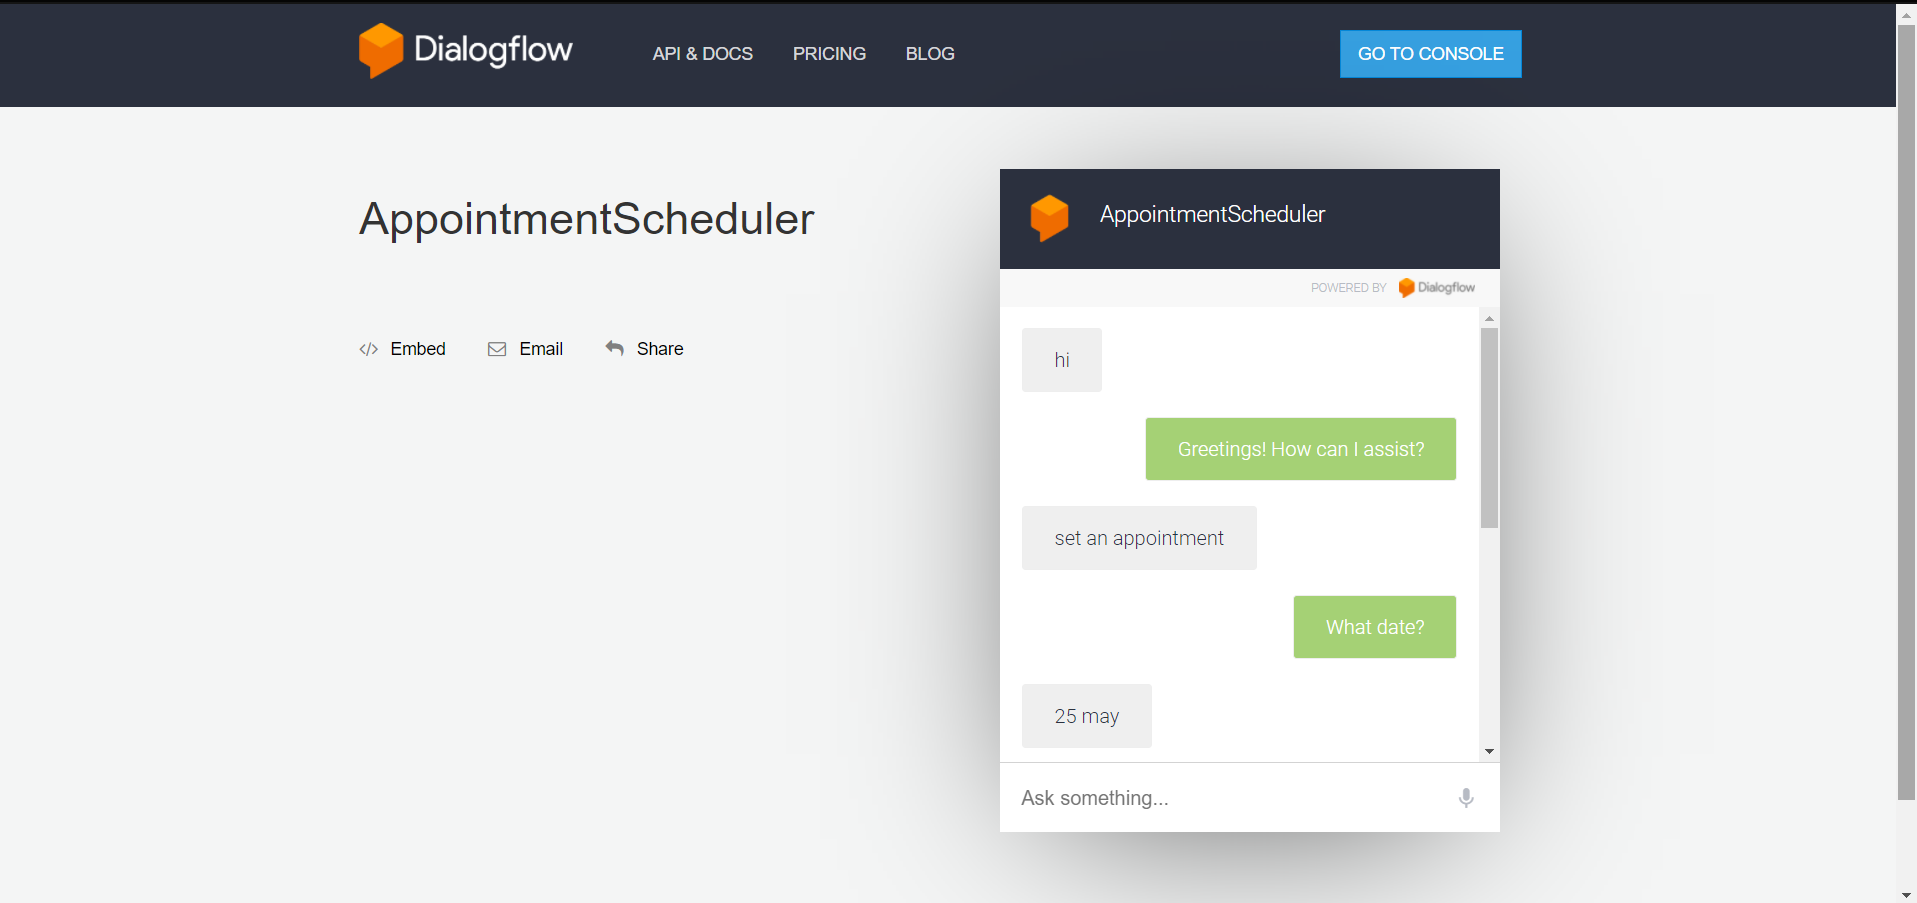 Dialogflow
API & DOCS
PRICING
BLOG
GO TO CONSOLE
AppointmentScheduler
Embed
Email
Share
AppointmentScheduler
POWERED BY Dialogflow
hi
Greetings! How can I assist?
set an appointment
What date?
25 may
Ask something...